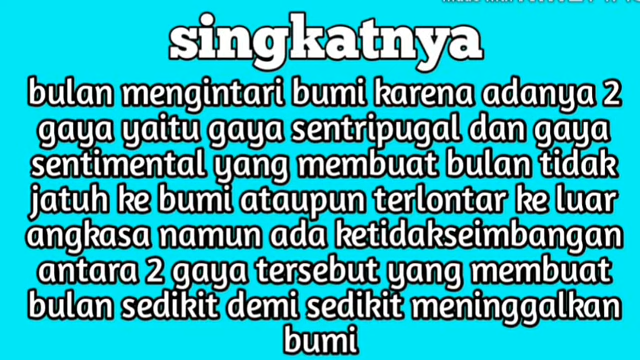 singkatnya
bulan mengintari bumi karena adanya 2
gaya yaitu gaya sentripugal dan gaya
sentimental yang membuat bulan tidak
jatuh ke bumi ataupun terlontar ke luar
angkasa namun ada ketidakseimbangan
antara 2 gaya tersebut yang membuat
bulan sedikit demi sedikit meninggalkan
bumi